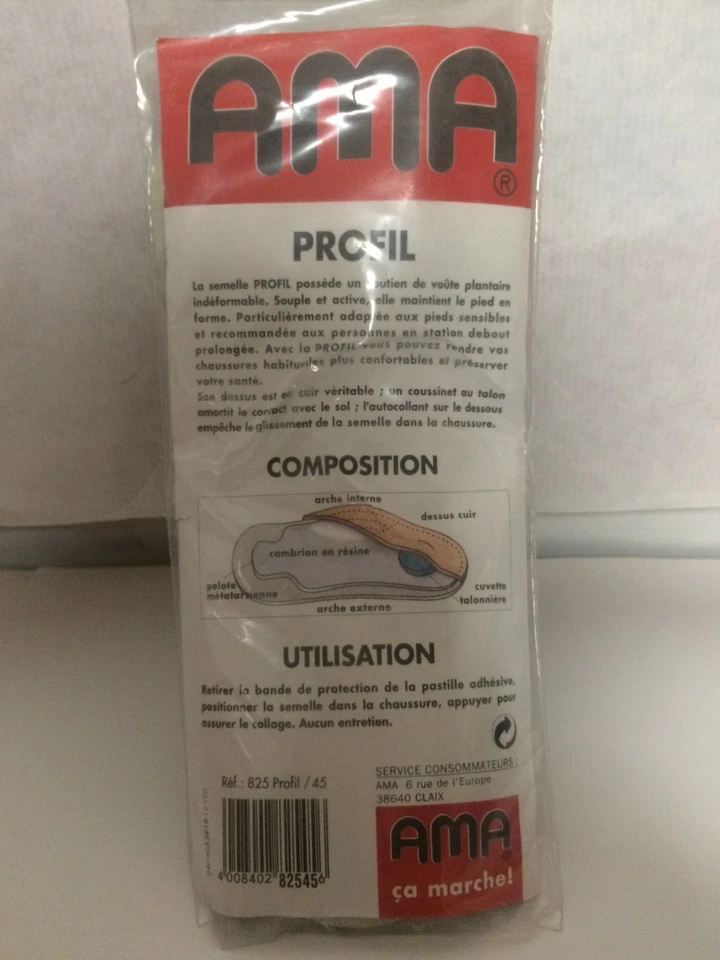 AMA
®
PROFIL
La semelle PROFIL possède un soutien de voûte plantaire
indéformable. Souple et active, elle maintient le pied en
forme. Particulièrement adaptée aux pieds sensibles
et recommandée aux personnes en station debout
prolongée. Avec la PROFIL vous pouvez rendre vos
chaussures habituelles plus confortables et préserver
votre santé.
Son dessus est en cuir véritable ; un coussinet au talon
amortit le contact avec le sol ; l'autocollant sur le dessous
empêche le glissement de la semelle dans la chaussure.
COMPOSITION
arche interne
dessus cuir
cambrion en résine
pelote
métatarsienne
cuvette
talonnière
arche externe
UTILISATION
Retirer la bande de protection de la pastille adhésive,
positionner la semelle dans la chaussure, appuyer pour
assurer le collage. Aucun entretien.
Réf.: 825 Profil / 45
SERVICE CONSOMMATEURS :
AMA 6 rue de l'Europe
38640 CLAIX
4 008402 825456
AMA
ça marche!